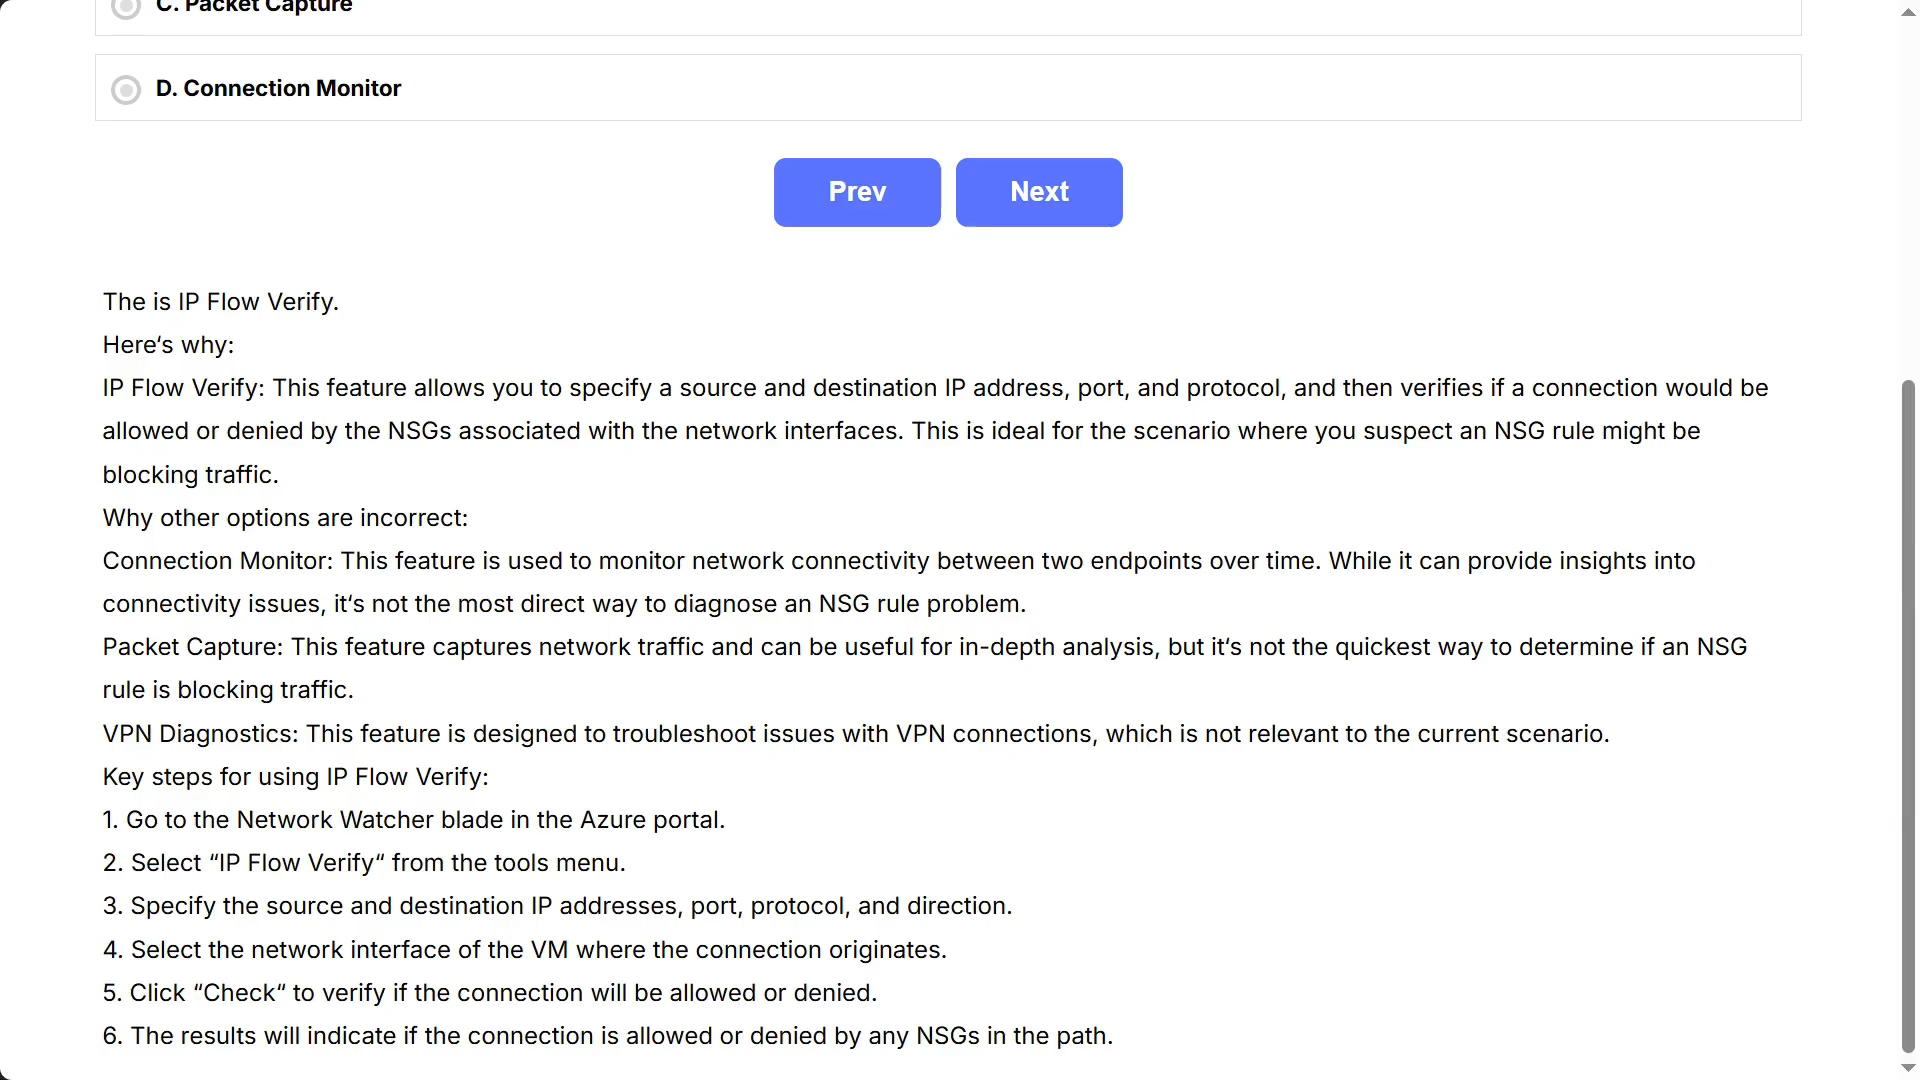 C. Packet Capture
D. Connection Monitor
Prev
Next
The is IP Flow Verify.
Here‘s why:
IP Flow Verify: This feature allows you to specify a source and destination IP address, port, and protocol, and then verifies if a connection would be
allowed or denied by the NSGs associated with the network interfaces. This is ideal for the scenario where you suspect an NSG rule might be
blocking traffic.
Why other options are incorrect:
Connection Monitor: This feature is used to monitor network connectivity between two endpoints over time. While it can provide insights into
connectivity issues, it‘s not the most direct way to diagnose an NSG rule problem.
Packet Capture: This feature captures network traffic and can be useful for in-depth analysis, but it‘s not the quickest way to determine if an NSG
rule is blocking traffic.
VPN Diagnostics: This feature is designed to troubleshoot issues with VPN connections, which is not relevant to the current scenario.
Key steps for using IP Flow Verify:
1. Go to the Network Watcher blade in the Azure portal.
2. Select “IP Flow Verify“ from the tools menu.
3. Specify the source and destination IP addresses, port, protocol, and direction.
4. Select the network interface of the VM where the connection originates.
5. Click “Check“ to verify if the connection will be allowed or denied.
6. The results will indicate if the connection is allowed or denied by any NSGs in the path.